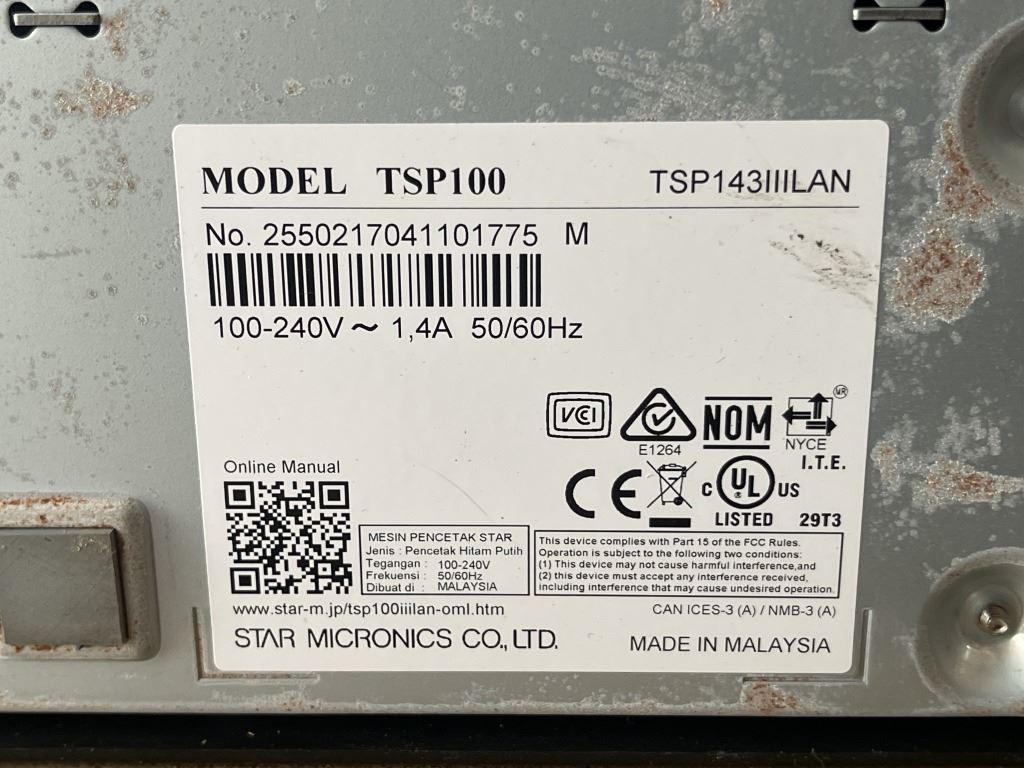 MODEL TSP100
TSP143IIILAN
No. 2550217041101775 M
100-240V ~ 1,4A 50/60Hz
VCI
E1264
NOM
NYCE
MR
I.T.E.
Online Manual
CE
C UL US
®
LISTED 29T3
MESIN PENCETAK STAR
Jenis : Pencetak Hitam Putih
Tegangan : 100-240V
Frekuensi : 50/60Hz
Dibuat di : MALAYSIA
This device complies with Part 15 of the FCC Rules.
Operation is subject to the following two conditions:
(1) This device may not cause harmful interference,and
(2) this device must accept any interference received,
including interference that may cause undesired operation.
www.star-m.jp/tsp100iiilan-oml.htm
CAN ICES-3 (A) / NMB-3 (A)
STAR MICRONICS CO., LTD.
MADE IN MALAYSIA